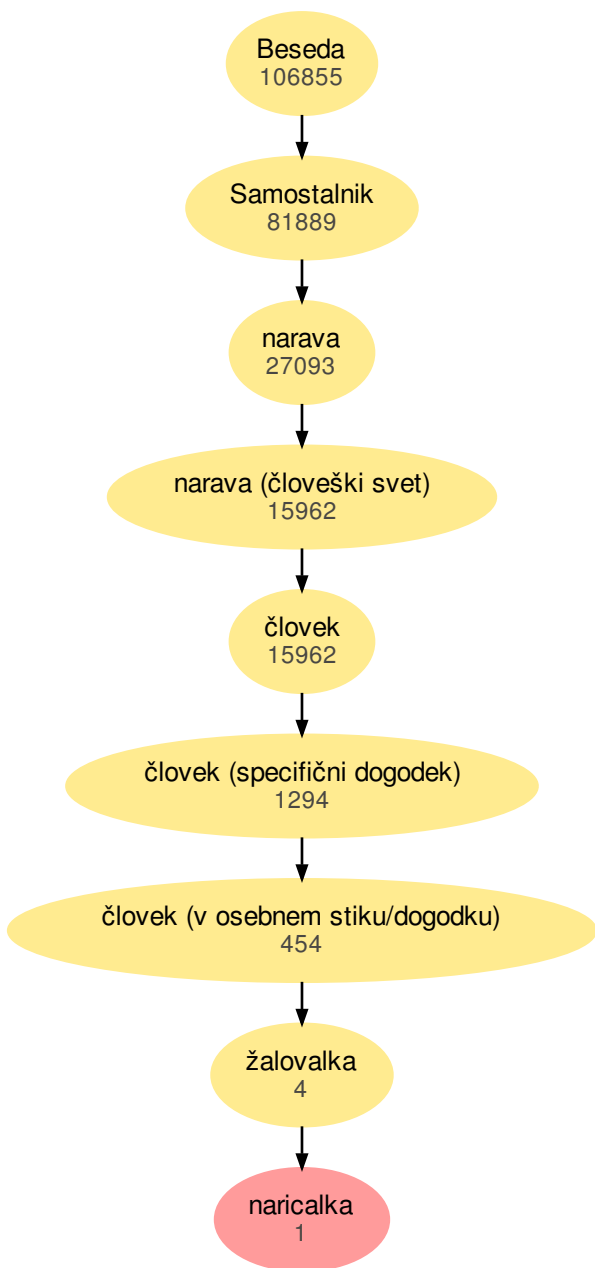 Beseda
106855
Samostalnik
81889
narava
27093
narava (človeški svet)
15962
človek
15962
človek (specifični dogodek)
1294
človek (v osebnem stiku/dogodku)
454
žalovalka
4
naricalka
1